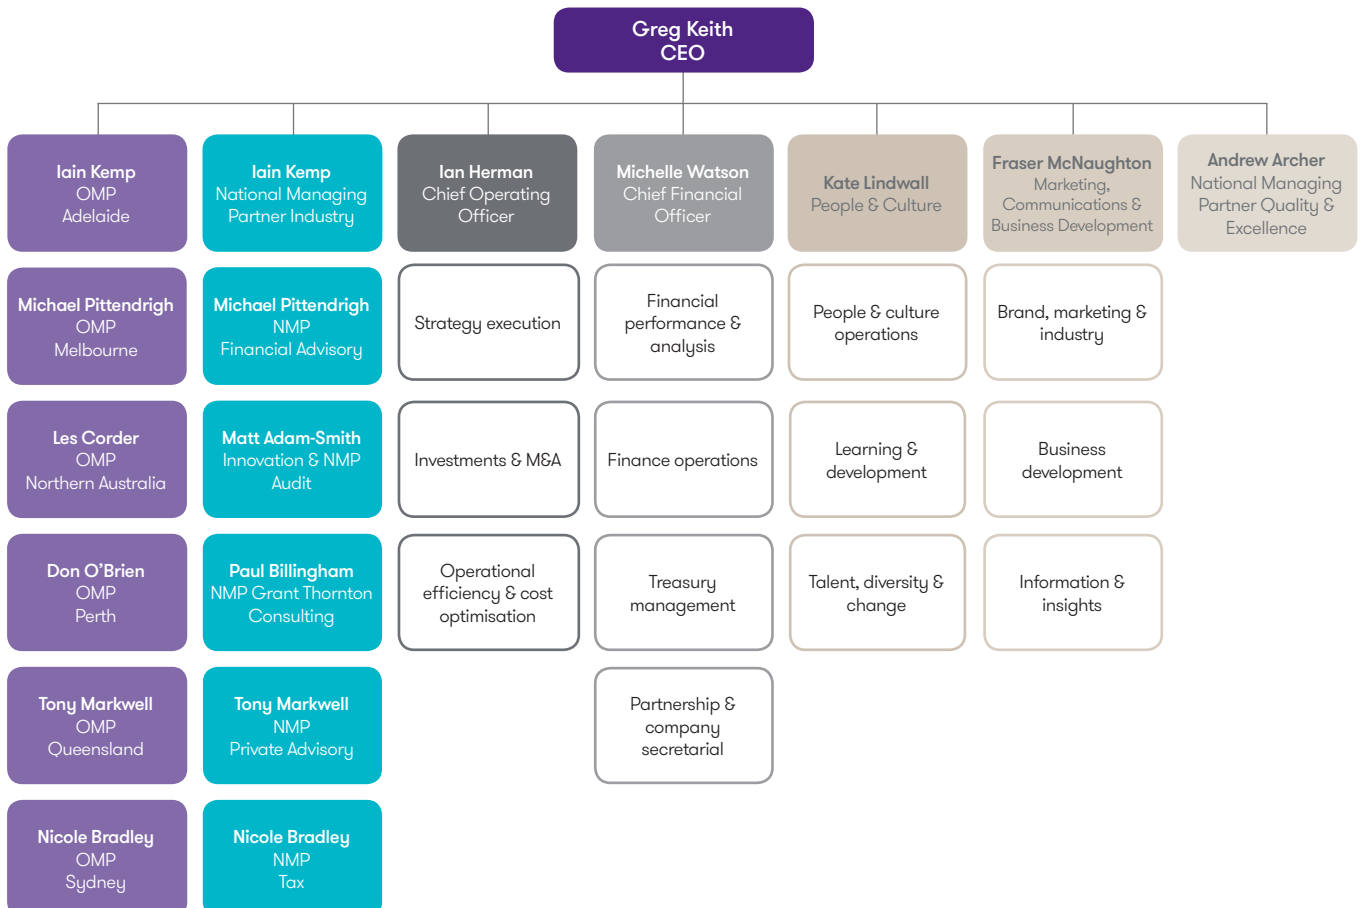 Greg Keith
CEO
Iain Kemp
OMP
Adelaide
Iain Kemp
National Managing
Partner Industry
Ian Herman
Chief Operating
Officer
Michelle Watson
Chief Financial
Officer
Kate Lindwall
People & Culture
Fraser McNaughton
Marketing,
Communications &
Business Development
Andrew Archer
National Managing
Partner Quality &
Excellence
Michael Pittendrigh
OMP
Melbourne
Michael Pittendrigh
NMP
Financial Advisory
Strategy execution
Financial
performance &
analysis
People & culture
operations
Brand, marketing &
industry
Les Corder
OMP
Northern Australia
Matt Adam-Smith
Innovation & NMP
Audit
Investments & M&A
Finance operations
Learning &
development
Business
development
Don O’Brien
OMP
Perth
Paul Billingham
NMP Grant Thornton
Consulting
Operational
efficiency & cost
optimisation
Treasury
management
Talent, diversity &
change
Information &
insights
Tony Markwell
OMP
Queensland
Tony Markwell
NMP
Private Advisory
Partnership &
company
secretarial
Nicole Bradley
OMP
Sydney
Nicole Bradley
NMP
Tax